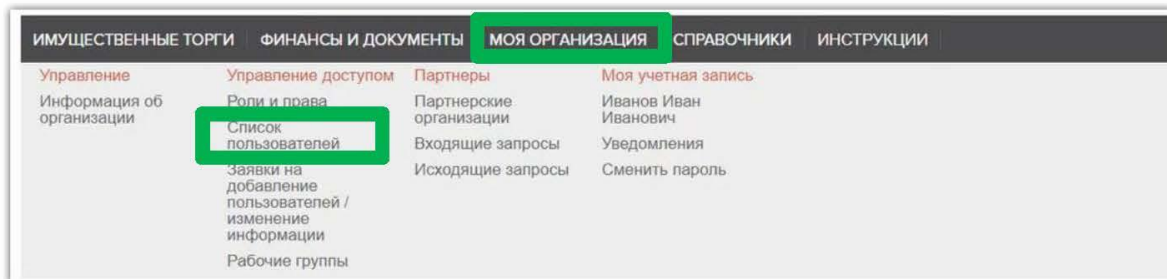 ИМУЩЕСТВЕННЫЕ ТОРГИ ФИНАНСЫ И ДОКУМЕНТЫ МОЯ ОРГАНИЗАЦИЯ СПРАВОЧНИКИ ИНСТРУКЦИИ
Управление
Информация об
организации
Управление доступом
Роли и права
Список
пользователей
Заявки на
добавление
пользователей /
изменение
информации
Рабочие группы
Партнеры
Партнерские
организации
Входящие запросы
Исходящие запросы
Моя учетная запись
Иванов Иван
Иванович
Уведомления
Сменить пароль